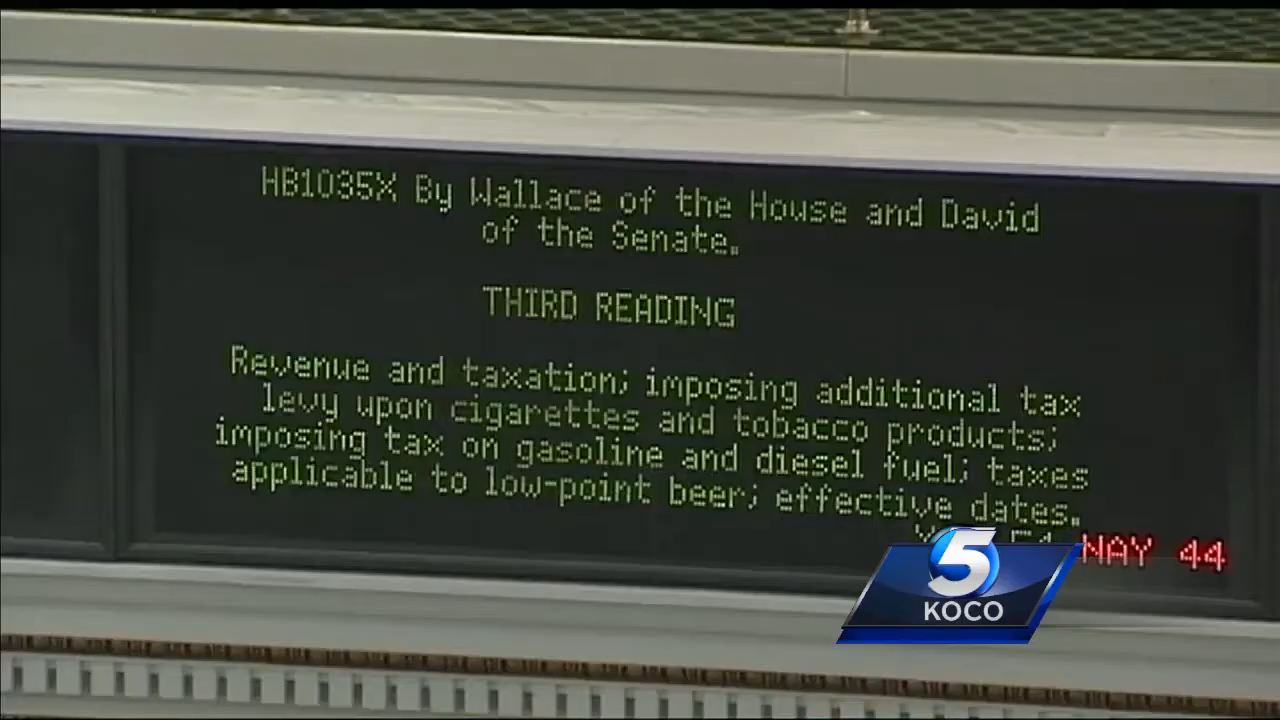 HB1035X By Wallace of the House and David
of the Senate.
THIRD READING
Revenue and taxation; imposing additional tax
levy upon cigarettes and tobacco products;
imposing tax on gasoline and diesel fuel; taxes
applicable to low-point beer; effective dates.
NAY 44
5
KOCO